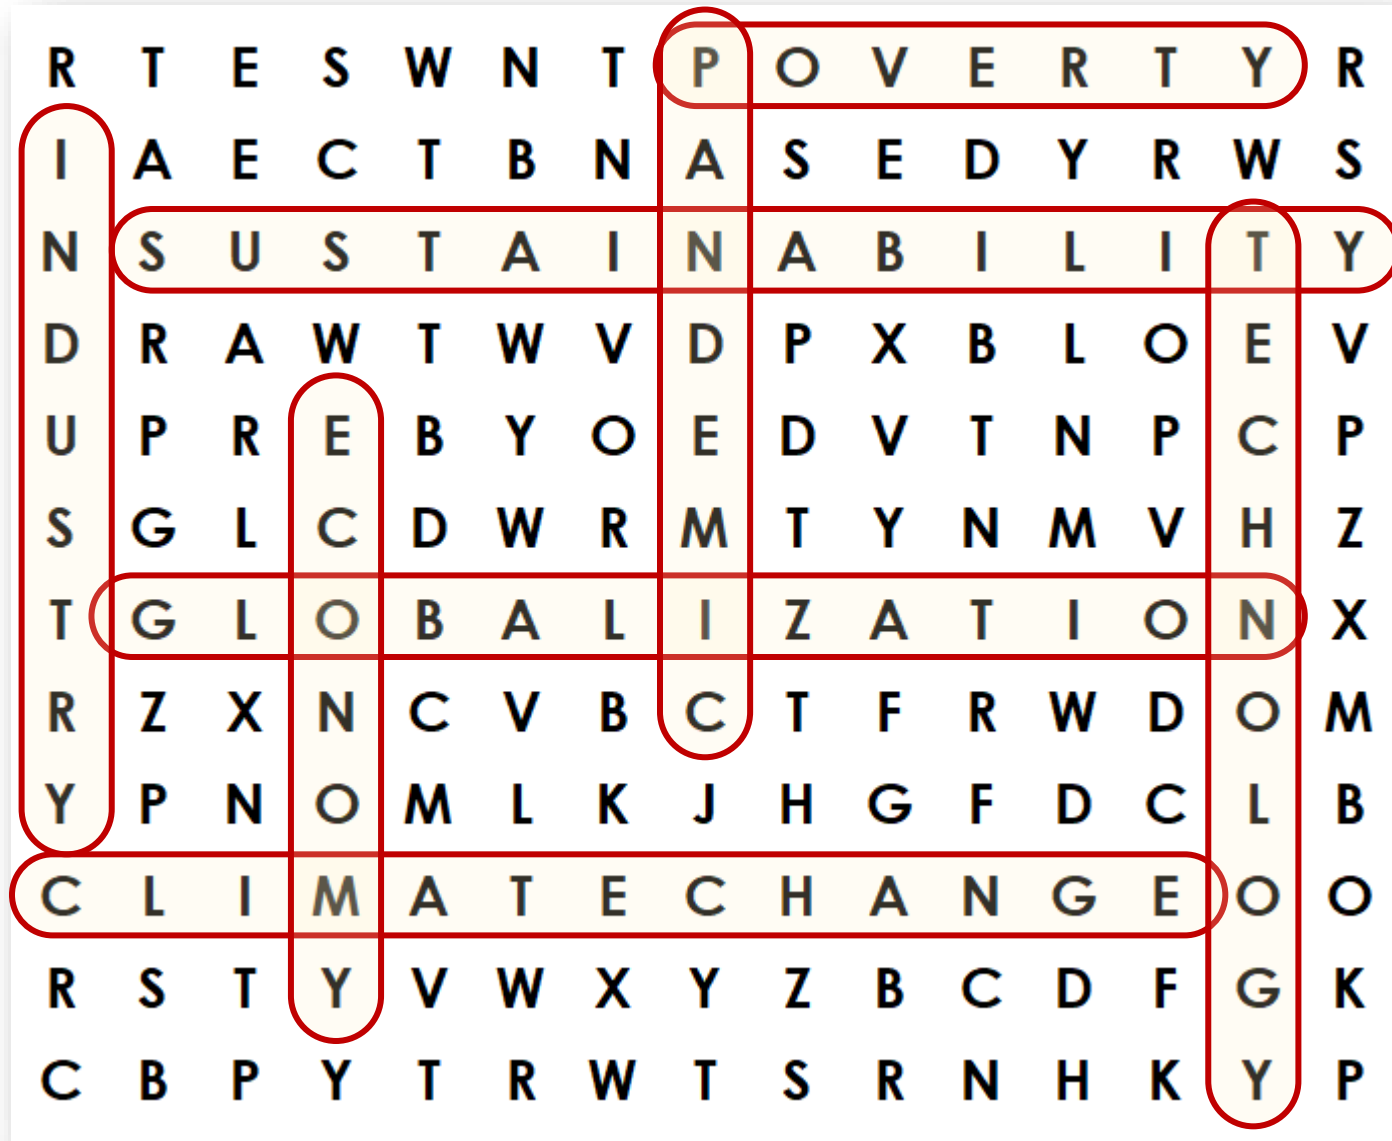 R T E S W N T P O V E R T Y R
I A E C T B N A S E D Y R W S
N S U S T A I N A B I L I T Y
D R A W T W V D P X B L O E V
U P R E B Y O E D V T N P C P
S G L C D W R M T Y N M V H Z
T G L O B A L I Z A T I O N X
R Z X N C V B C T F R W D O M
Y P N O M L K J H G F D C L B
C L I M A T E C H A N G E O O
R S T Y V W X Y Z B C D F G K
C B P Y T R W T S R N H K Y P